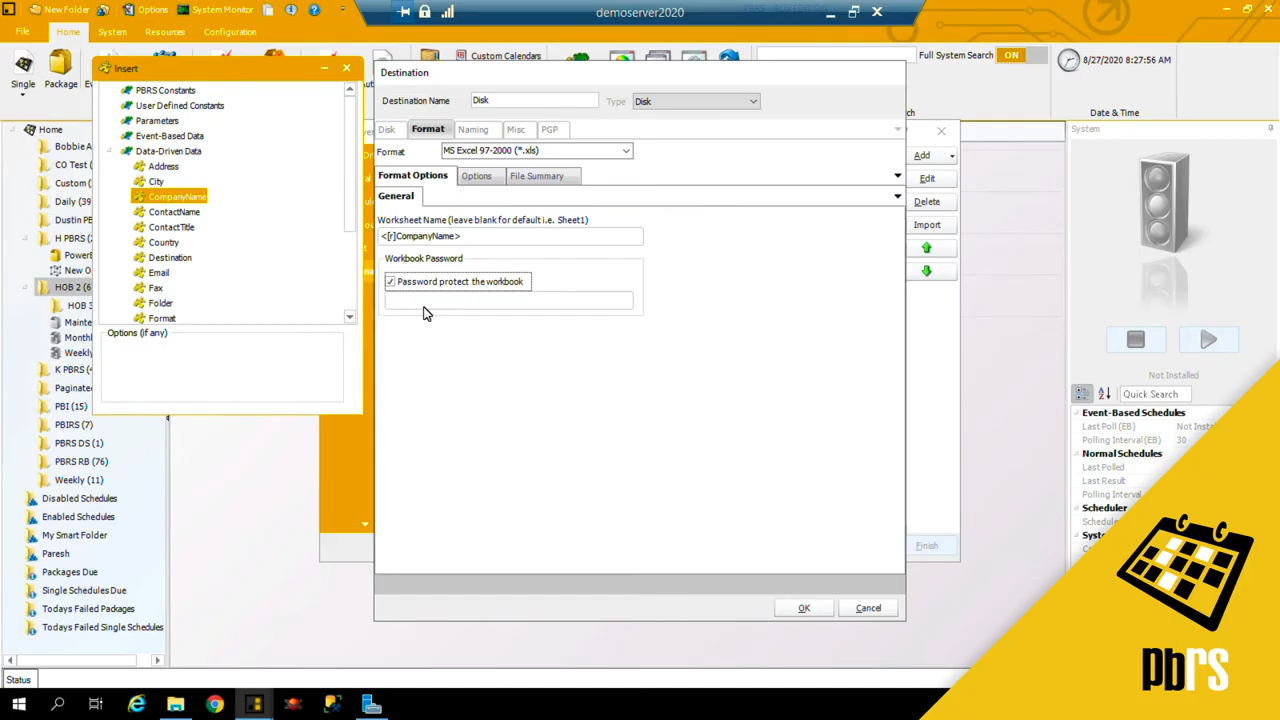 New Folder
Options
System Monitor
demoserver2020
File
Home
System
Resources
Configuration
Single
Package
Custom Calendars
Full System Search
ON
8/27/2020 8:27:56 AM
Date & Time
Insert
PBRS Constants
User Defined Constants
Parameters
Event-Based Data
Data-Driven Data
Address
City
CompanyName
ContactName
ContactTitle
Country
Destination
Email
Fax
Folder
Format
Options (if any)
Home
Bobbie A
CO Test (
Custom (
Daily (39
Dustin PB
H PBRS (2
PowerB
New O
HOB 2 (6
HOB 3
Mainte
Month
Weekly
K PBRS (
Paginate
PBI (15)
PBIRS (7)
PBRS DS (1)
PBRS RB (76)
Weekly (11)
Disabled Schedules
Enabled Schedules
My Smart Folder
Paresh
Packages Due
Single Schedules Due
Todays Failed Packages
Todays Failed Single Schedules
Status
Destination
Destination Name
Disk
Type
Disk
Disk
Format
Naming
Misc
PGP
Format
MS Excel 97-2000 (*.xls)
Format Options
Options
File Summary
General
Worksheet Name (leave blank for default i.e. Sheet1)
<[r]CompanyName>
Workbook Password
Password protect the workbook
OK
Cancel
Add
Edit
Delete
Import
Finish
System
Not Installed
Quick Search
Event-Based Schedules
Last Poll (EB)
Not Inst
Polling Interval (EB)
30
Normal Schedules
Last Polled
Last Result
Polling Interval
Scheduler
Schedu
Syste
pbrs